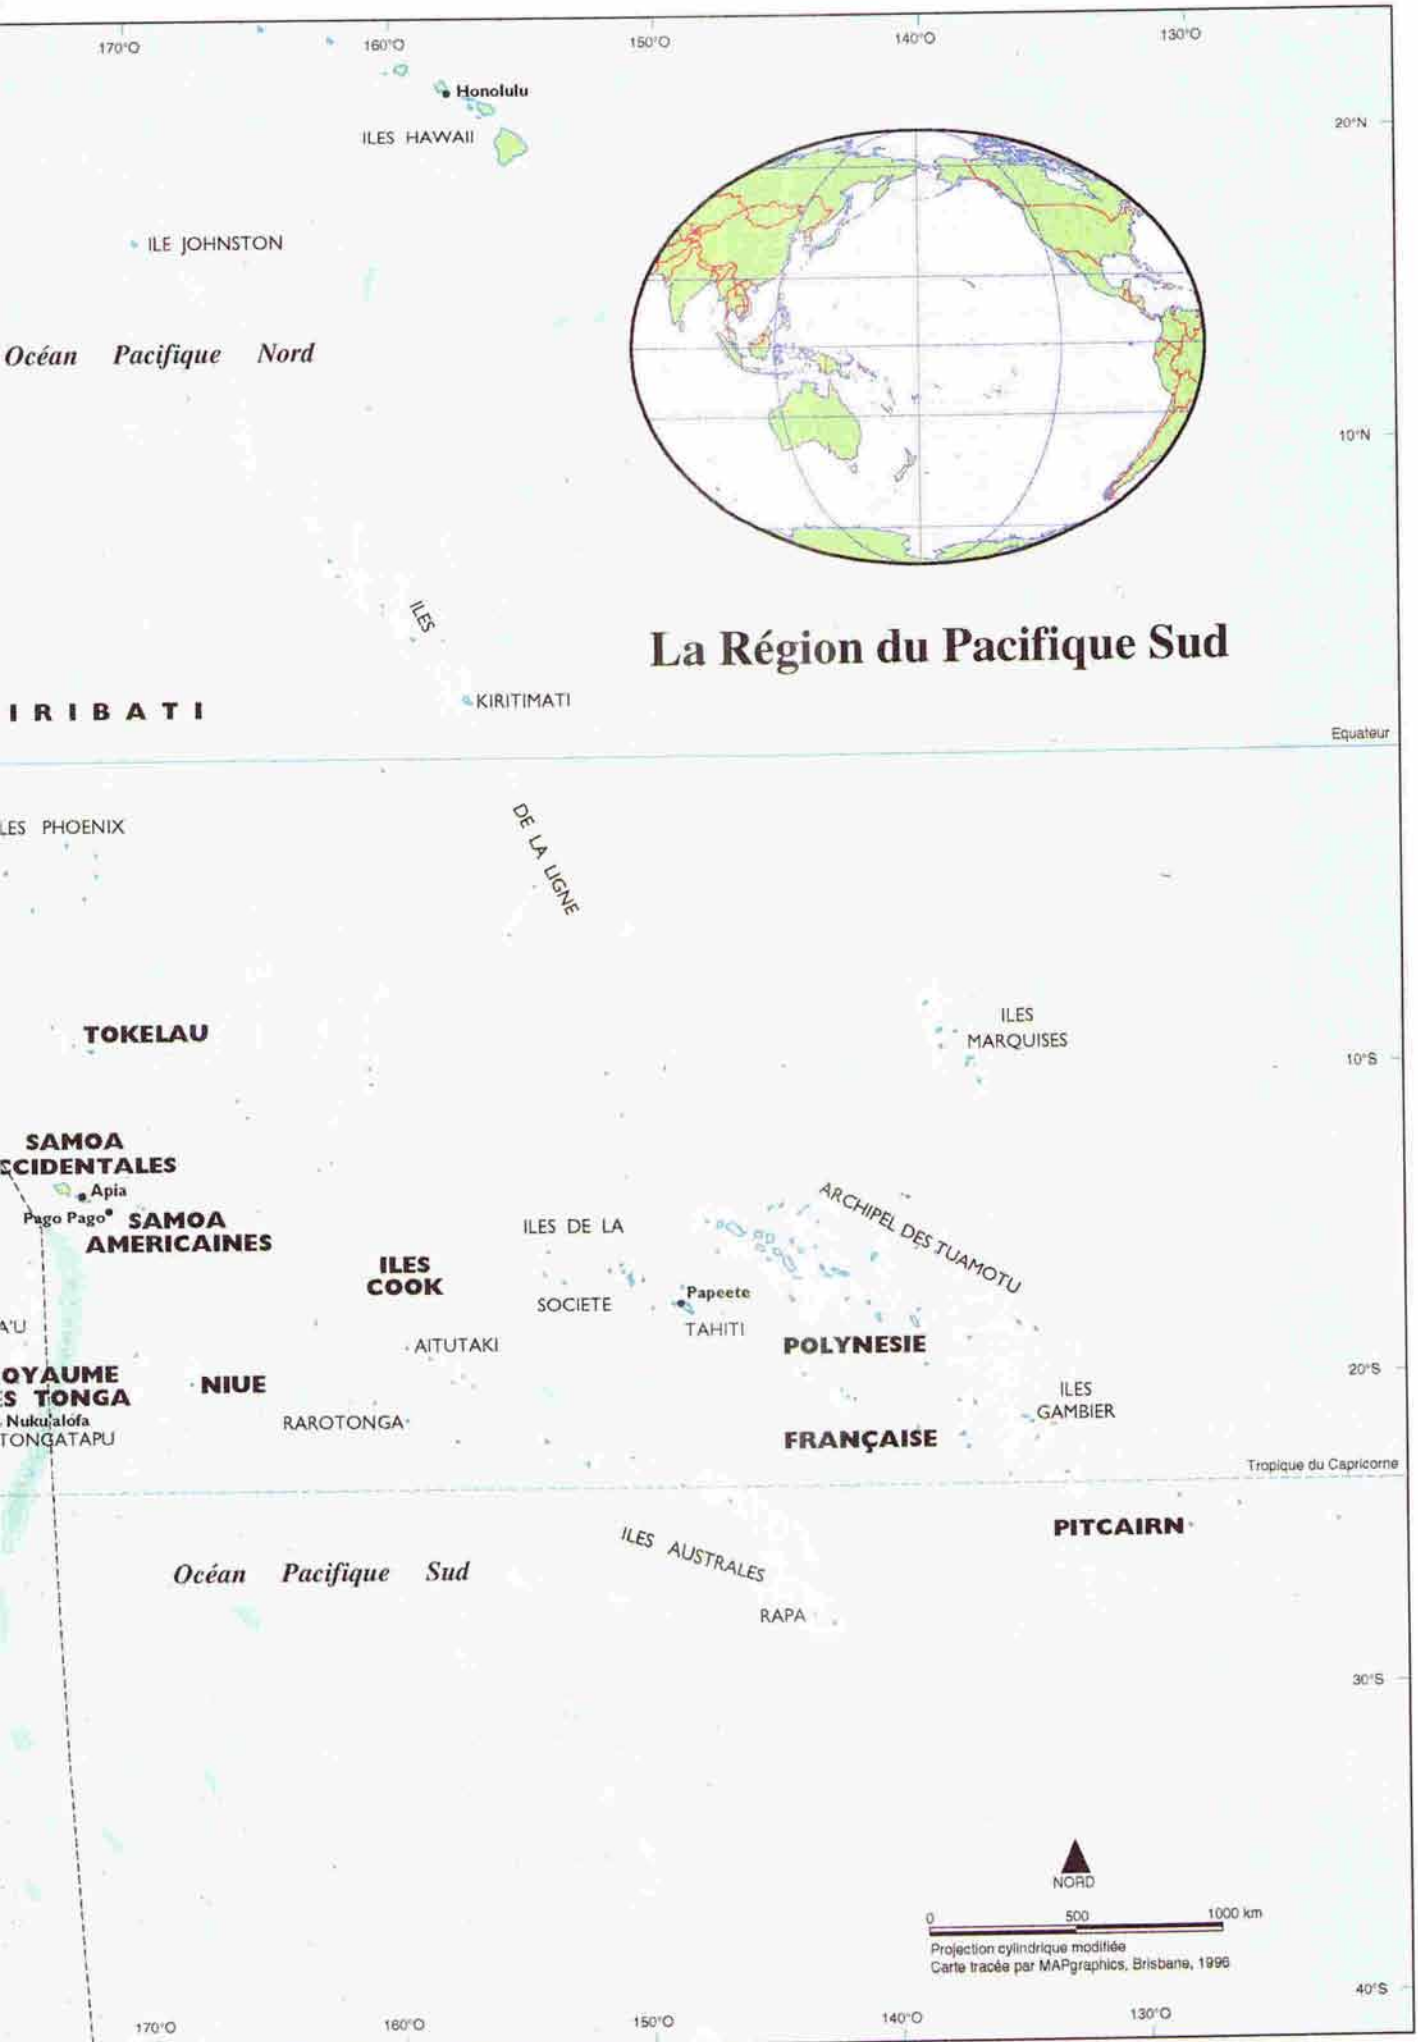 170°O 160°O 150°O 140°O 130°O
Honolulu
20°N
ILES HAWAII
ILE JOHNSTON
Océan Pacifique Nord
10°N
ILES
La Région du Pacifique Sud
KIRITIMATI
IRIBATI
Equateur
DE LA LIGNE
LES PHOENIX
ILES
MARQUISES
TOKELAU
10°S
SAMOA
CCIDENTALES
Apia
Pago Pago
SAMOA
AMERICAINES
ARCHIPEL DES TUAMOTU
ILES DE LA
SOCIETE
ILES
COOK
Papeete
TAHITI
A'U
AITUTAKI
POLYNESIE
FRANÇAISE
20°S
OYAUME
ES TONGA
NIUE
ILES
GAMBIER
Nuku'alofa
TONGATAPU
RAROTONGA
Tropique du Capricorne
PITCAIRN
ILES AUSTRALES
Océan Pacifique Sud
RAPA
30°S
NORD
0 500 1000 km
Projection cylindrique modifiée
Carte tracée par MAPgraphics, Brisbane, 1996
40°S
170°O 160°O 150°O 140°O 130°O